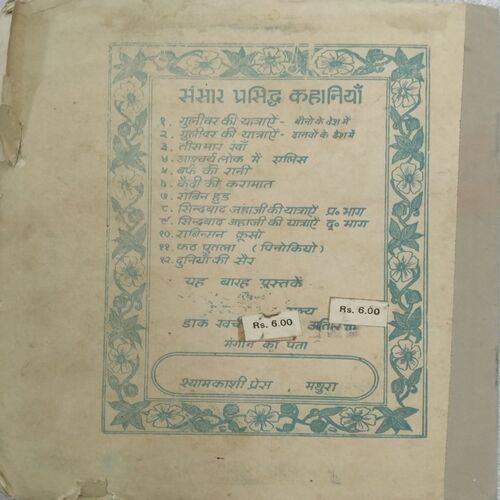 संसार प्रसिद्ध कहानियाँ
१. गुलीवर की यात्राऐं - बौनो के देश में
२. गुलीवर की यात्राऐं - दानवों के देश में
३. तीसमार खाँ
४. आश्चर्य लोक में एलिस
५. बर्फ की रानी
६. कैदी की करामात
७. राबिन हुड
८. सिन्दबाद जहाजी की यात्राऐं प्र० भाग
९. सिन्दबाद जहाजी की यात्राऐं दु० भाग
१०. राबिन्सन क्रूसो
११. कठ पुतला ( पिनोकियो )
१२. दुनियाँ की सैर
यह बारह पुस्तकें
Rs. 6.00
डाक खर्च Rs. 6.00
मंगाने का पता
श्यामकाशी प्रेस मथुरा